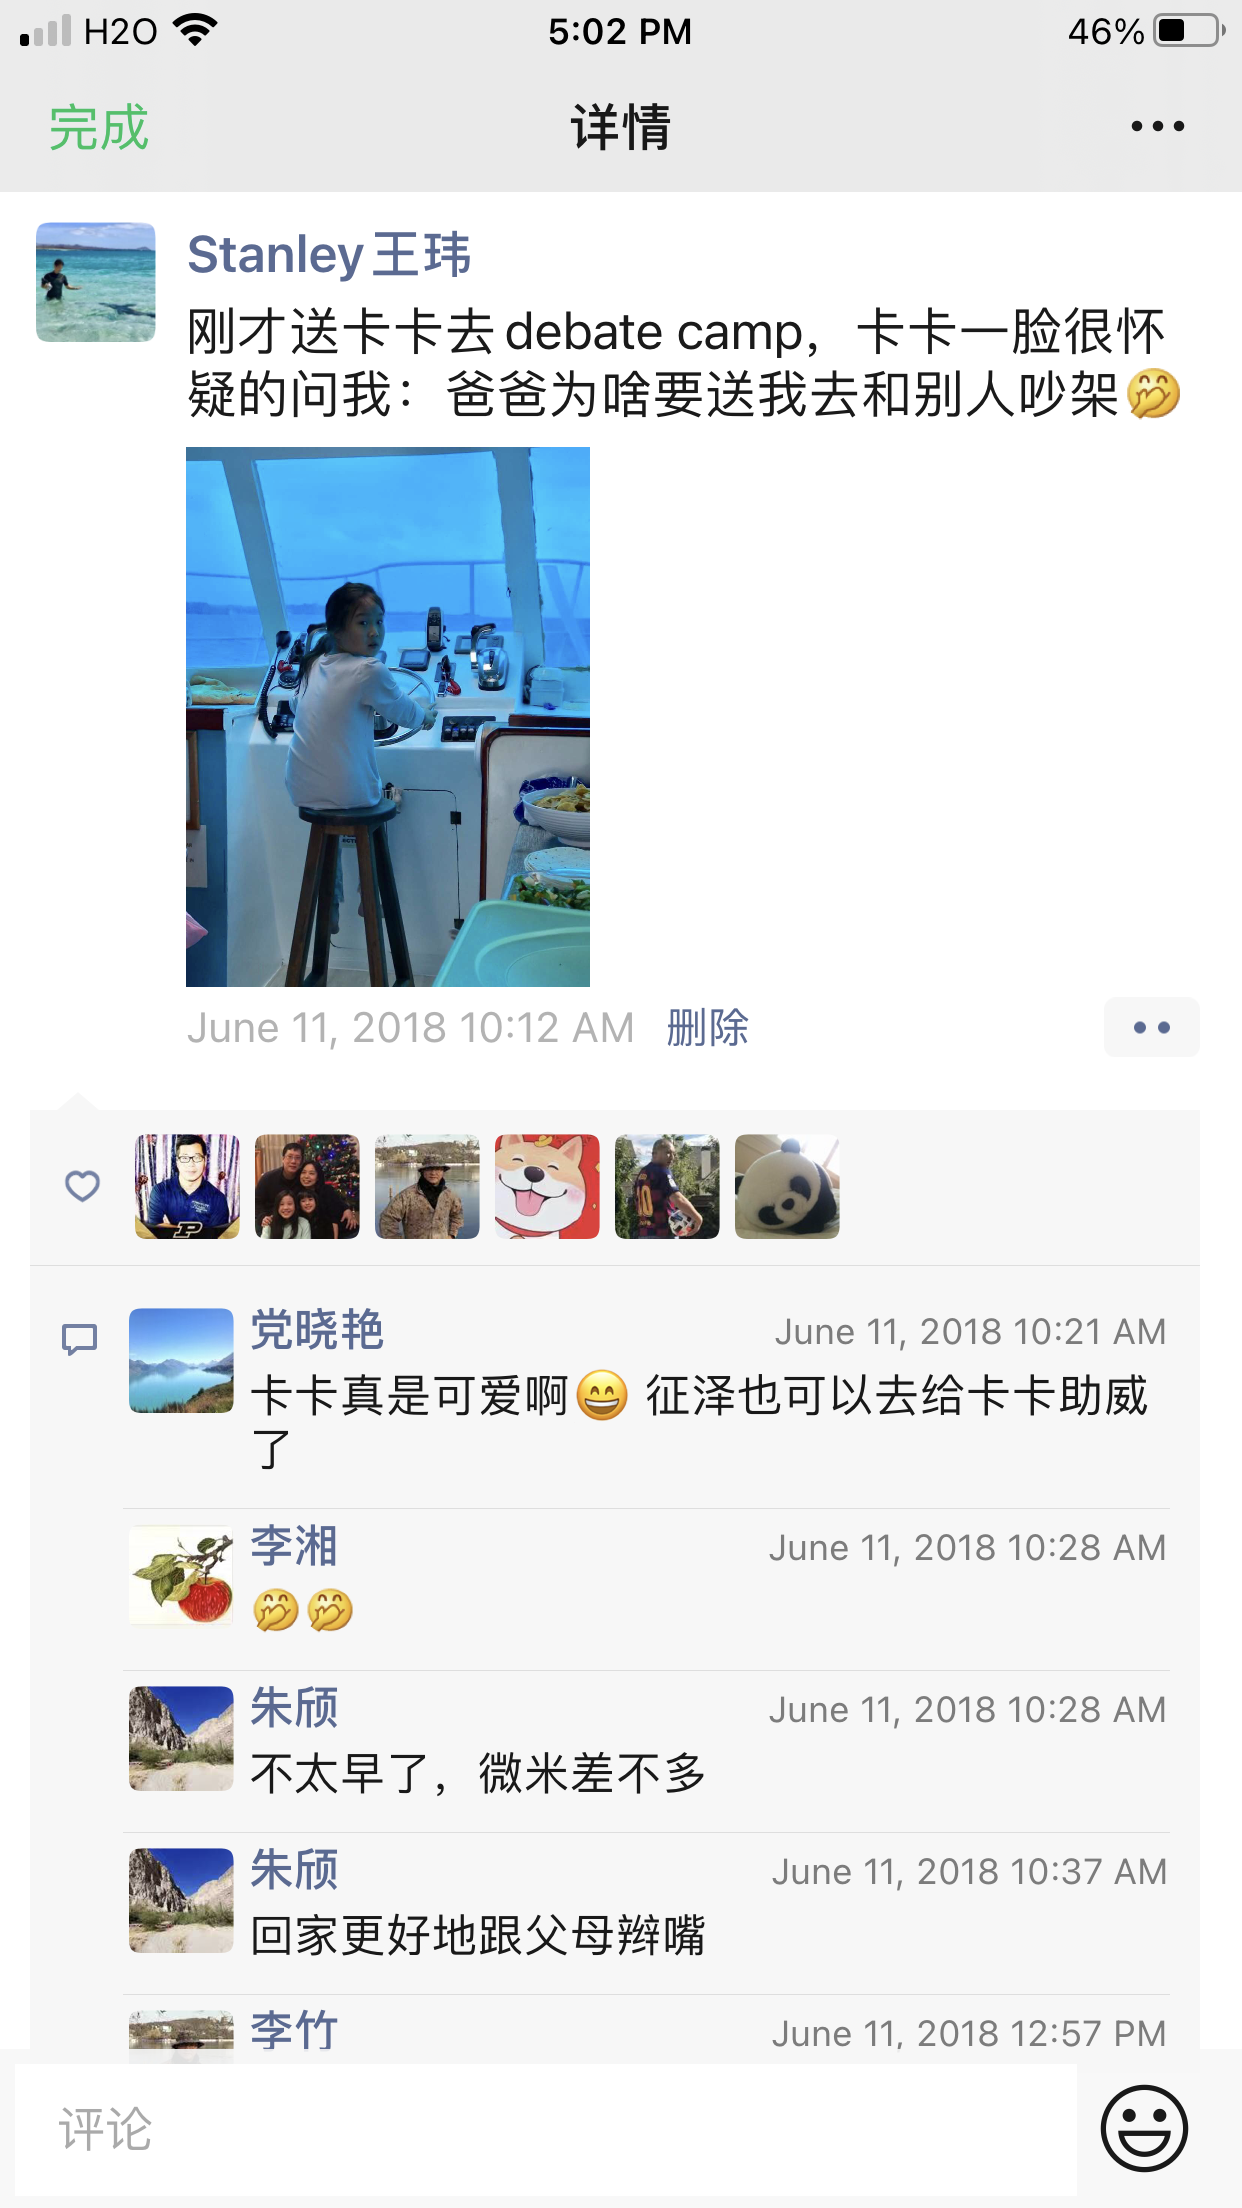 H2O
5:02 PM
46%
完成
详情
Stanley王玮
刚才送卡卡去debate camp，卡卡一脸很怀
疑的问我：爸爸为啥要送我去和别人吵架🤭
June 11, 2018 10:12 AM 删除
党晓艳
June 11, 2018 10:21 AM
卡卡真是可爱啊😄 征泽也可以去给卡卡助威
了
李湘
June 11, 2018 10:28 AM
🤭🤭
朱颀
June 11, 2018 10:28 AM
不太早了，微米差不多
朱颀
June 11, 2018 10:37 AM
回家更好地跟父母辫嘴
李竹
June 11, 2018 12:57 PM
评论